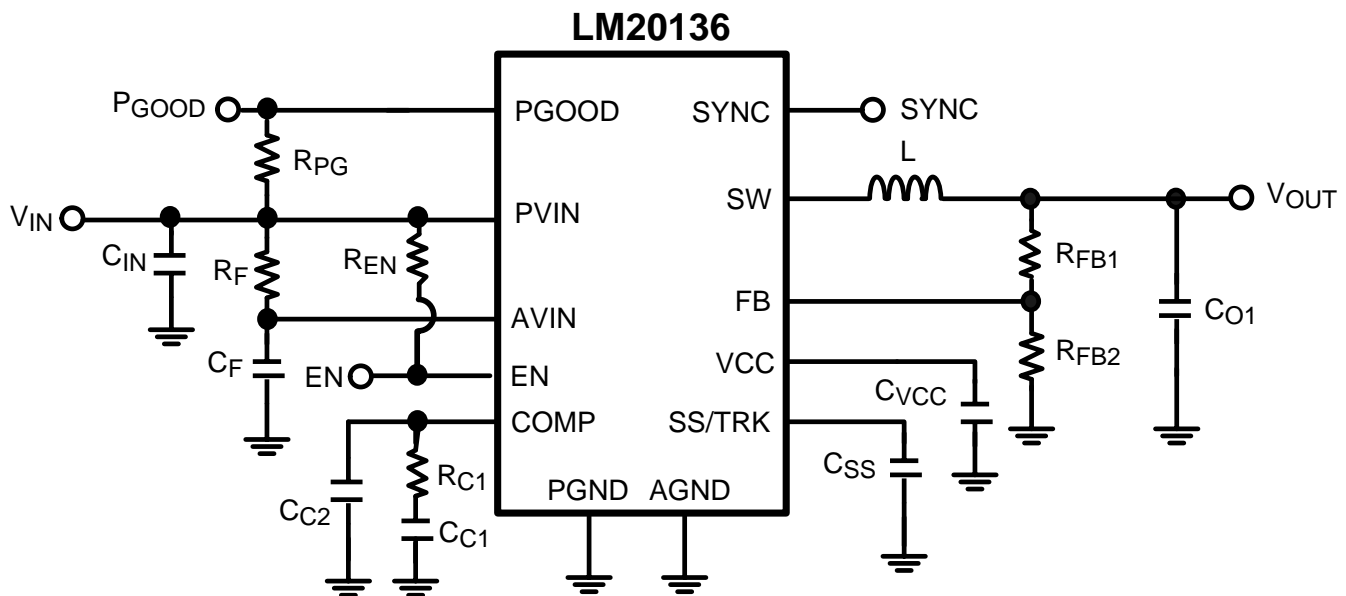 LM20136
PGOOD
PGOOD
SYNC
SYNC
RPG
L
VIN
PVIN
SW
VOUT
CIN
RF
REN
RFB1
FB
CO1
AVIN
CF
RFB2
VCC
EN
EN
CVCC
COMP
SS/TRK
RC1
CSS
CC2
PGND
AGND
CC1